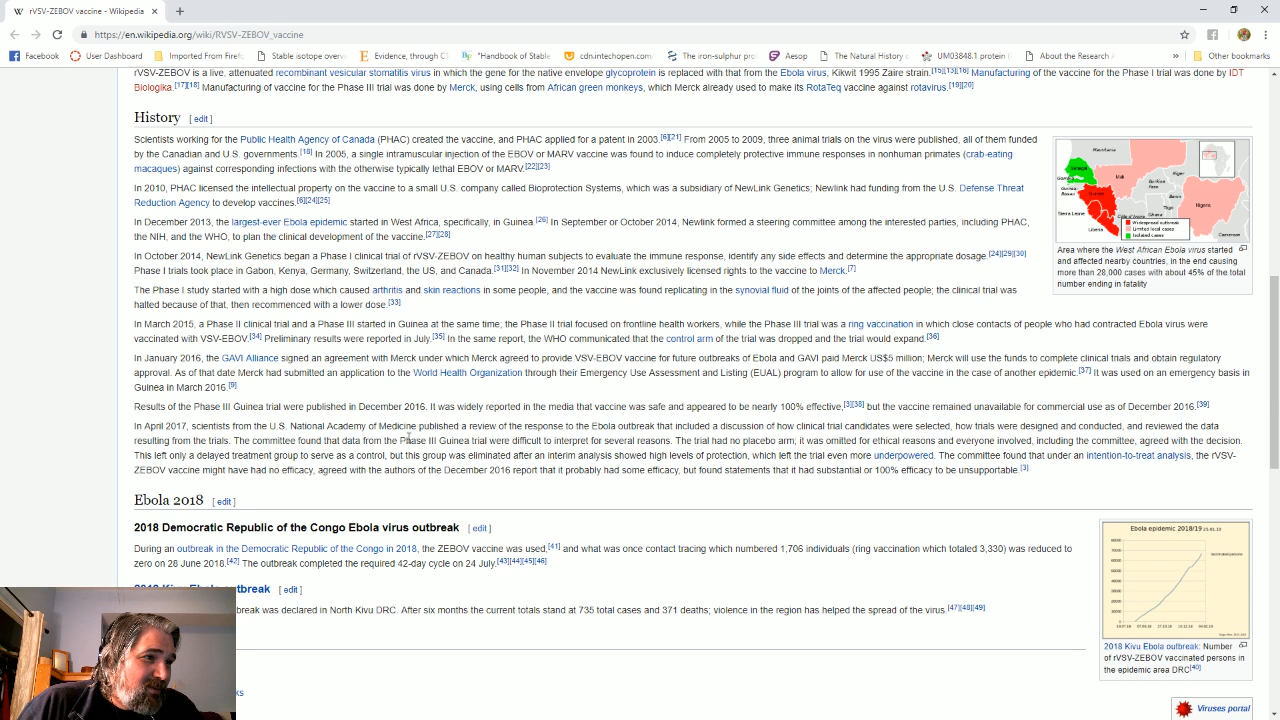 rVSV-ZEBOV vaccine - Wikipedia
https://en.wikipedia.org/wiki/RVSV-ZEBOV_vaccine
Facebook User Dashboard Imported From Firefo Stable isotope overvi Evidence, through C1 "Handbook of Stable cdn.intechopen.com The iron-sulphur pro Aesop The Natural History o UM03848.1 protein ( About the Research A » Other bookmarks
rVSV-ZEBOV is a live, attenuated recombinant vesicular stomatitis virus in which the gene for the native envelope glycoprotein is replaced with that from the Ebola virus, Kikwit 1995 Zaire strain.[15][13][16] Manufacturing of the vaccine for the Phase I trial was done by IDT
Biologika.[17][18] Manufacturing of vaccine for the Phase III trial was done by Merck, using cells from African green monkeys, which Merck already used to make its RotaTeq vaccine against rotavirus.[19][20]
History [ edit ]
Scientists working for the Public Health Agency of Canada (PHAC) created the vaccine, and PHAC applied for a patent in 2003.[6][21] From 2005 to 2009, three animal trials on the virus were published, all of them funded
by the Canadian and U.S. governments.[18] In 2005, a single intramuscular injection of the EBOV or MARV vaccine was found to induce completely protective immune responses in nonhuman primates (crab-eating
macaques) against corresponding infections with the otherwise typically lethal EBOV or MARV.[22][23]
In 2010, PHAC licensed the intellectual property on the vaccine to a small U.S. company called Bioprotection Systems, which was a subsidiary of NewLink Genetics; Newlink had funding from the U.S. Defense Threat
Reduction Agency to develop vaccines.[6][24][25]
In December 2013, the largest-ever Ebola epidemic started in West Africa, specifically, in Guinea.[26] In September or October 2014, Newlink formed a steering committee among the interested parties, including PHAC,
the NIH, and the WHO, to plan the clinical development of the vaccine.[27][28]
In October 2014, NewLink Genetics began a Phase I clinical trial of rVSV-ZEBOV on healthy human subjects to evaluate the immune response, identify any side effects and determine the appropriate dosage.[24][29][30]
Phase I trials took place in Gabon, Kenya, Germany, Switzerland, the US, and Canada.[31][32] In November 2014 NewLink exclusively licensed rights to the vaccine to Merck.[7]
The Phase I study started with a high dose which caused arthritis and skin reactions in some people, and the vaccine was found replicating in the synovial fluid of the joints of the affected people; the clinical trial was
halted because of that, then recommenced with a lower dose.[33]
In March 2015, a Phase II clinical trial and a Phase III started in Guinea at the same time; the Phase II trial focused on frontline health workers, while the Phase III trial was a ring vaccination in which close contacts of people who had contracted Ebola virus were
vaccinated with VSV-EBOV.[34] Preliminary results were reported in July.[35] In the same report, the WHO communicated that the control arm of the trial was dropped and the trial would expand.[36]
In January 2016, the GAVI Alliance signed an agreement with Merck under which Merck agreed to provide VSV-EBOV vaccine for future outbreaks of Ebola and GAVI paid Merck US$5 million; Merck will use the funds to complete clinical trials and obtain regulatory
approval. As of that date Merck had submitted an application to the World Health Organization through their Emergency Use Assessment and Listing (EUAL) program to allow for use of the vaccine in the case of another epidemic.[37] It was used on an emergency basis in
Guinea in March 2016.[9]
Results of the Phase III Guinea trial were published in December 2016. It was widely reported in the media that vaccine was safe and appeared to be nearly 100% effective,[3][38] but the vaccine remained unavailable for commercial use as of December 2016.[39]
In April 2017, scientists from the U.S. National Academy of Medicine published a review of the response to the Ebola outbreak that included a discussion of how clinical trial candidates were selected, how trials were designed and conducted, and reviewed the data
resulting from the trials. The committee found that data from the Phase III Guinea trial were difficult to interpret for several reasons. The trial had no placebo arm; it was omitted for ethical reasons and everyone involved, including the committee, agreed with the decision.
This left only a delayed treatment group to serve as a control, but this group was eliminated after an interim analysis showed high levels of protection, which left the trial even more underpowered. The committee found that under an intention-to-treat analysis, the rVSV-
ZEBOV vaccine might have had no efficacy, agreed with the authors of the December 2016 report that it probably had some efficacy, but found statements that it had substantial or 100% efficacy to be unsupportable.[3]
Mauritania
Mali
Niger
Nigeria
Sierra Leone
Liberia
Cameroon
Widespread outbreak
Limited local cases
Isolated cases
Area where the West African Ebola virus started
and affected nearby countries, in the end causing
more than 28,000 cases with about 45% of the total
number ending in fatality
Ebola 2018 [ edit ]
2018 Democratic Republic of the Congo Ebola virus outbreak [ edit ]
During an outbreak in the Democratic Republic of the Congo in 2018, the ZEBOV vaccine was used,[41] and what was once contact tracing which numbered 1,706 individuals (ring vaccination which totaled 3,330) was reduced to
zero on 28 June 2018.[42] The outbreak completed the required 42 day cycle on 24 July.[43][44][45][46]
2018 Kivu Ebola outbreak [ edit ]
break was declared in North Kivu DRC. After six months the current totals stand at 735 total cases and 371 deaths; violence in the region has helped the spread of the virus.[47][48][49]
ks
Ebola epidemic 2018/19
80000
70000
60000
50000
40000
30000
20000
10000
0
vaccinated persons
2018 Kivu Ebola outbreak: Number
of rVSV-ZEBOV vaccinated persons in
the epidemic area DRC[40]
Viruses portal